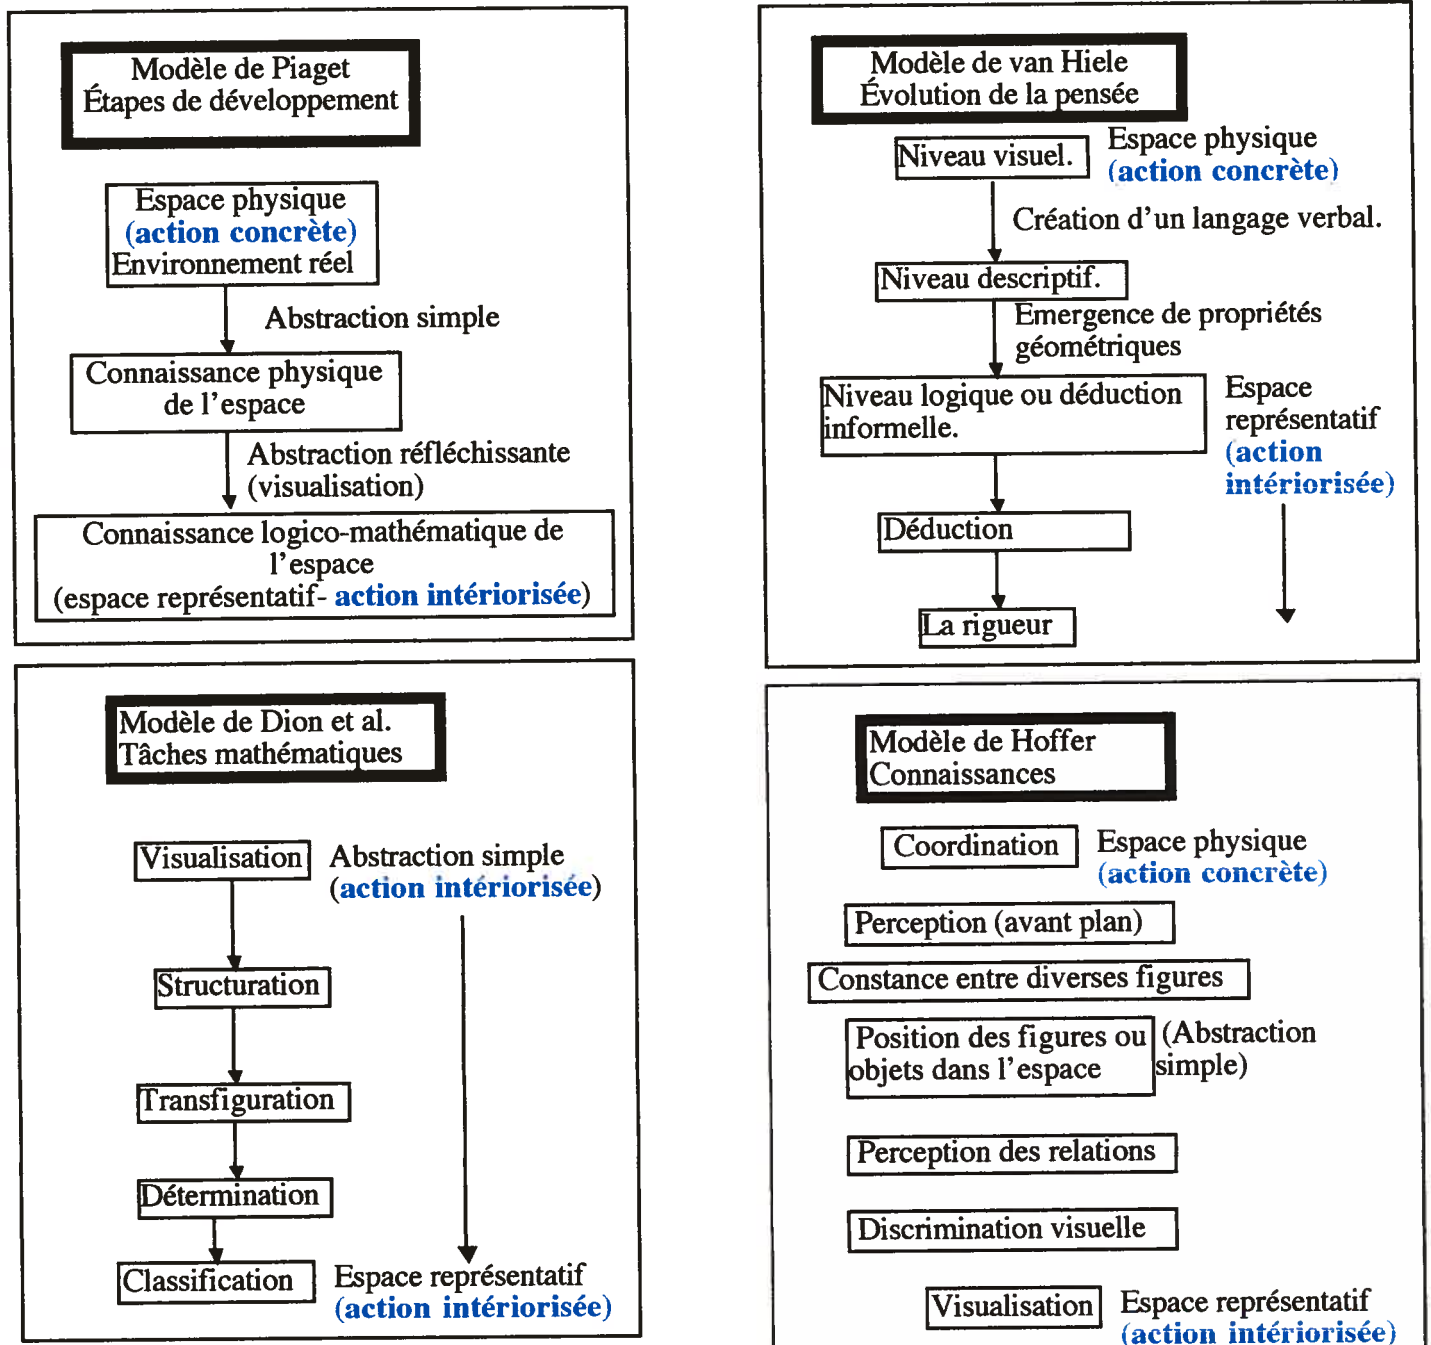 Modèle de Piaget
Étapes de développement
Espace physique
(action concrète)
Environnement réel
Abstraction simple
Connaissance physique
de l'espace
Abstraction réfléchissante
(visualisation)
Connaissance logico-mathématique de
l'espace
(espace représentatif- action intériorisée)
Modèle de van Hiele
Évolution de la pensée
Niveau visuel.
Espace physique
(action concrète)
Création d'un langage verbal.
Niveau descriptif.
Emergence de propriétés
géométriques
Niveau logique ou déduction
informelle.
Espace
représentatif
(action
intériorisée)
Déduction
La rigueur
Modèle de Dion et al.
Tâches mathématiques
Visualisation
Abstraction simple
(action intériorisée)
Structuration
Transfiguration
Détermination
Classification
Espace représentatif
(action intériorisée)
Modèle de Hoffer
Connaissances
Coordination
Espace physique
(action concrète)
Perception (avant plan)
Constance entre diverses figures
Position des figures ou
objets dans l'espace
(Abstraction
simple)
Perception des relations
Discrimination visuelle
Visualisation
Espace représentatif
(action intériorisée)